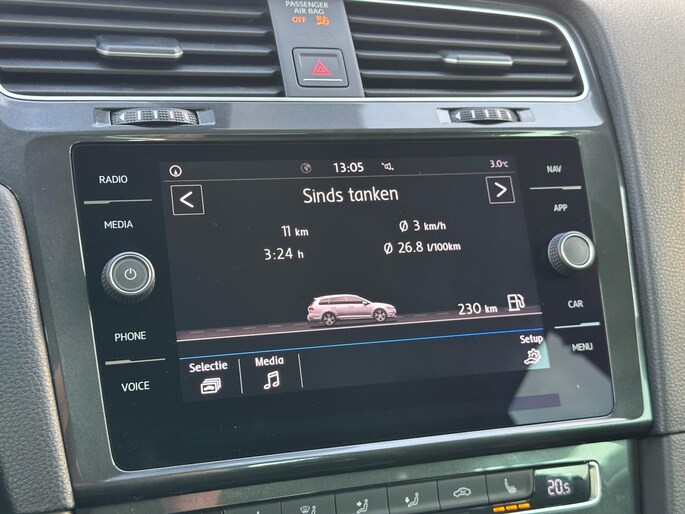 PASSENGER
AIR BAG
OFF
RADIO
MEDIA
PHONE
VOICE
13:05
3.0°C
Sinds tanken
11 km
Ø 3 km/h
3:24 h
Ø 26.8 l/100km
230 km
Selectie
Media
Setup
NAV
APP
CAR
MENU
20.5